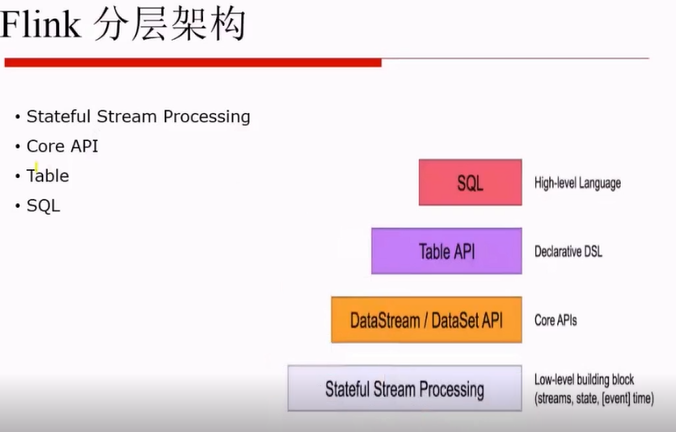 Flink 分层架构
• Stateful Stream Processing
• Core API
• Table
• SQL
SQL
High-level Language
Table API
Declarative DSL
DataStream / DataSet API
Core APIs
Stateful Stream Processing
Low-level building block
(streams, state, [event] time)